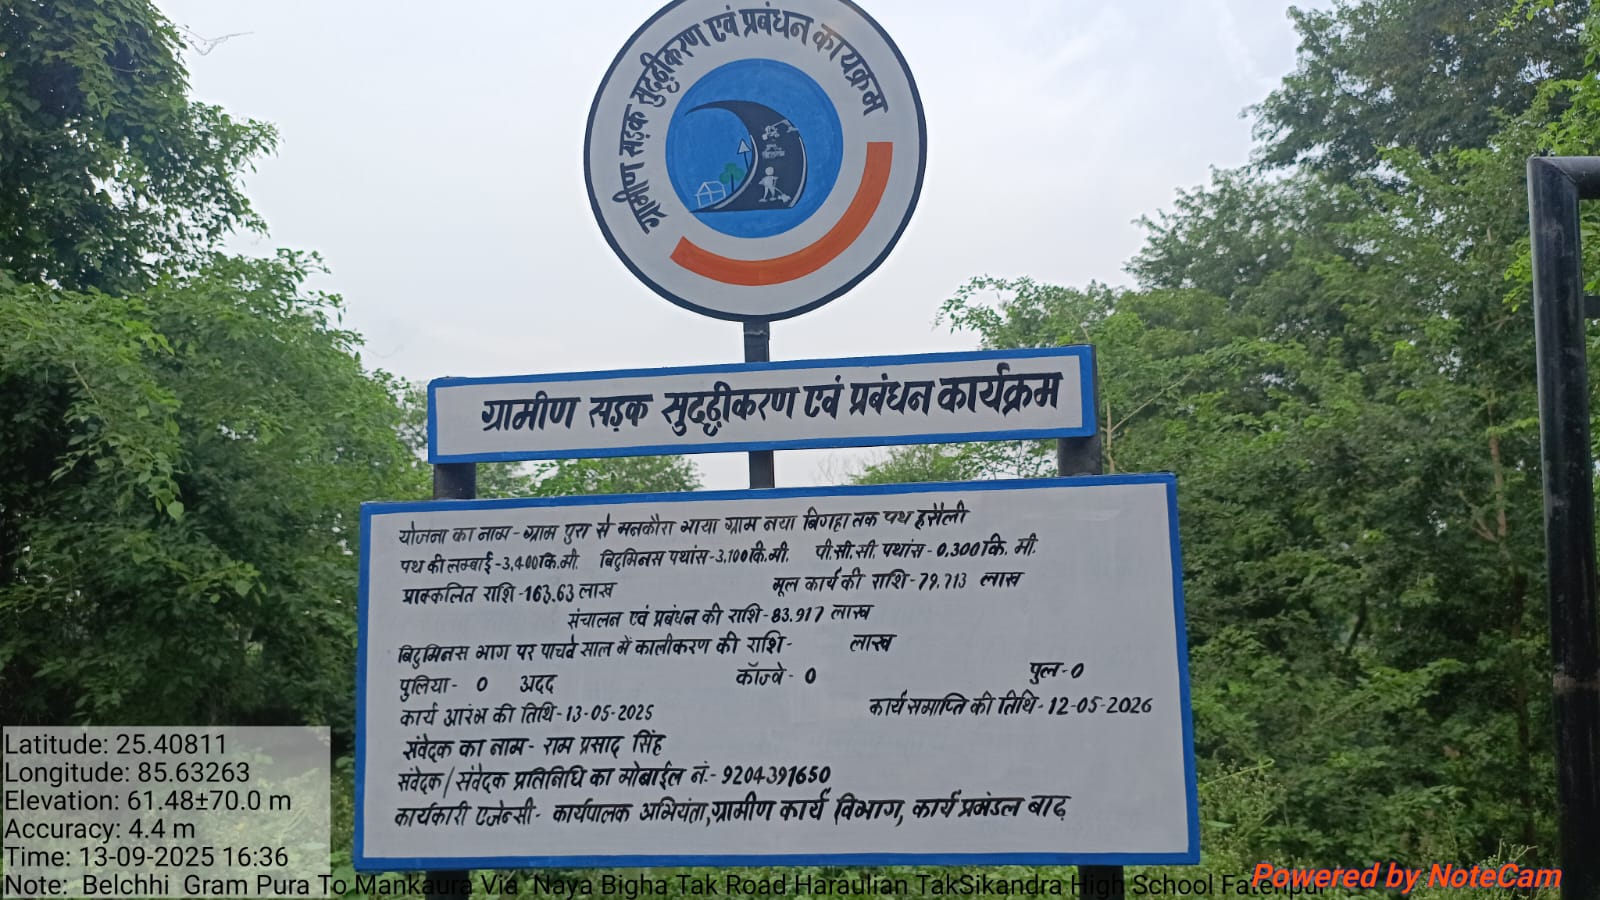 ग्रामीण सड़क सुदृढ़ीकरण एवं प्रबंधन कार्यक्रम
ग्रामीण सड़क सुदृढ़ीकरण एवं प्रबंधन कार्यक्रम
योजना का नाम- ग्राम पुरा से मनकौरा भाया ग्राम नया बिगहा तक पथ हरौली
पथ की लम्बाई-3.400कि.मी. बिटुमिनस पथांस-3.100कि.मी. पी.सी.सी. पथांस-0.300कि. मी.
प्राक्कलित राशि-163.63 लाख मूल कार्य की राशि-79.713 लाख
संचालन एवं प्रबंधन की राशि-83.917 लाख
बिटुमिनस भाग पर पाचवे साल में कालीकरण की राशि- लाख
पुलिया- 0 अदद कॉज्वे- 0 पुल-0
कार्य आरंभ की तिथि-13-05-2025 कार्य समाप्ति की तिथि-12-05-2026
संवेदक का नाम- राम प्रसाद सिंह
संवेदक/संवेदक प्रतिनिधि का मोबाईल नं.- 9204391650
कार्यकारी एजेन्सी- कार्यपालक अभियंता,ग्रामीण कार्य विभाग, कार्य प्रमंडल बाढ़
Latitude: 25.40811
Longitude: 85.63263
Elevation: 61.48±70.0 m
Accuracy: 4.4 m
Time: 13-09-2025 16:36
Note: Belchhi Gram Pura To Mankaura Via Naya Bigha Tak Road Haraulian TakSikandra High School Fatehpur
Powered by NoteCam